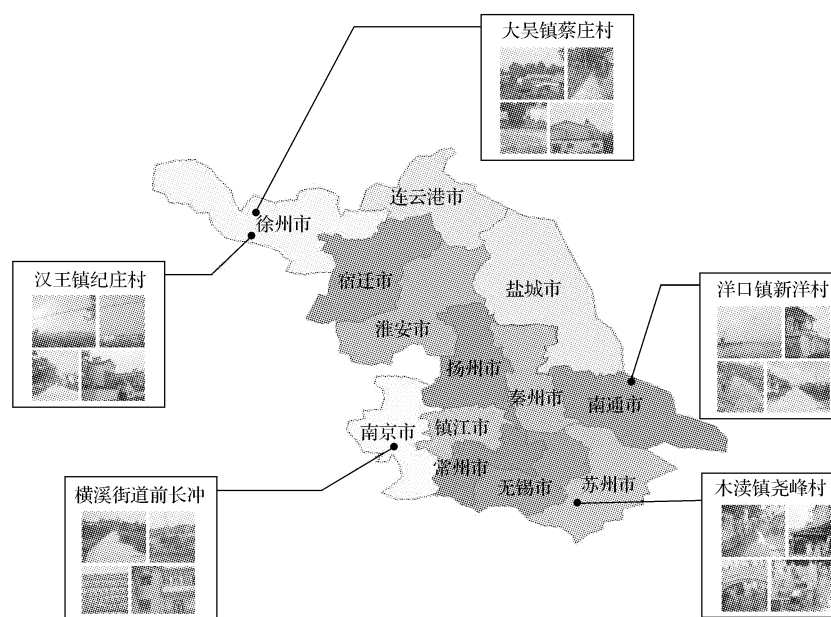 大吴镇蔡庄村
连云港市
徐州市
汉王镇纪庄村
宿迁市
盐城市
洋口镇新洋村
淮安市
扬州市
秦州市
南通市
南京市
镇江市
常州市
无锡市
苏州市
横溪街道前长冲
木渎镇尧峰村